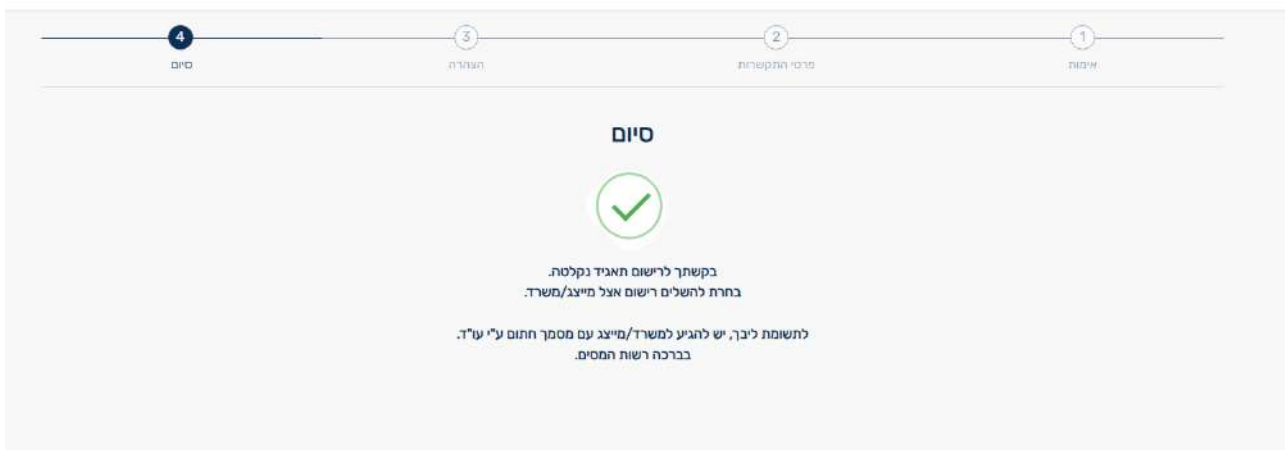 1
2
3
4
אימות
פרטי התקשרות
הצהרה
סיום
סיום
בקשתך לרישום תאגיד נקלטה.
בחרת להשלים רישום אצל מייצג/משרד.
לתשומת ליבך, יש להגיע למשרד/מייצג עם מסמך חתום ע"י עו"ד.
בברכה רשות המסים.